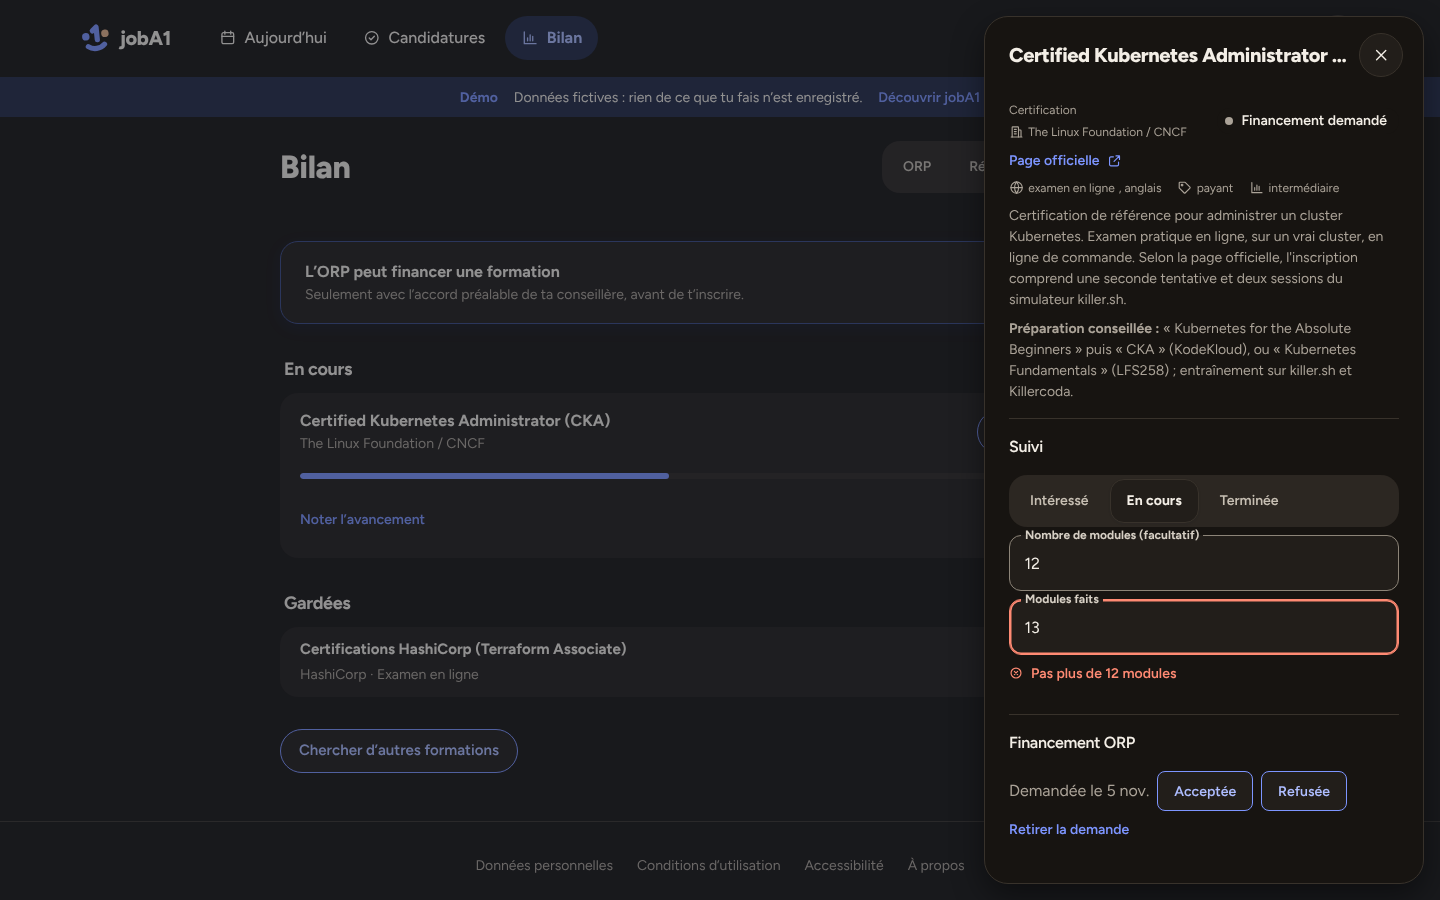 jobA1
Aujourd’hui
Candidatures
Bilan
Démo Données fictives : rien de ce que tu fais n’est enregistré. Découvrir jobA1
Bilan
ORP
L’ORP peut financer une formation
Seulement avec l’accord préalable de ta conseillère, avant de t’inscrire.
En cours
Certified Kubernetes Administrator (CKA)
The Linux Foundation / CNCF
Noter l’avancement
Gardées
Certifications HashiCorp (Terraform Associate)
HashiCorp · Examen en ligne
Chercher d’autres formations
Données personnelles
Conditions d’utilisation
Accessibilité
À propos
Certified Kubernetes Administrator ...
Certification
The Linux Foundation / CNCF
Financement demandé
Page officielle
examen en ligne , anglais
payant
intermédiaire
Certification de référence pour administrer un cluster
Kubernetes. Examen pratique en ligne, sur un vrai cluster, en
ligne de commande. Selon la page officielle, l'inscription
comprend une seconde tentative et deux sessions du
simulateur killer.sh.
Préparation conseillée : « Kubernetes for the Absolute
Beginners » puis « CKA » (KodeKloud), ou « Kubernetes
Fundamentals » (LFS258) ; entraînement sur killer.sh et
Killercoda.
Suivi
Intéressé
En cours
Terminée
Nombre de modules (facultatif)
12
Modules faits
13
Pas plus de 12 modules
Financement ORP
Demandée le 5 nov.
Acceptée
Refusée
Retirer la demande